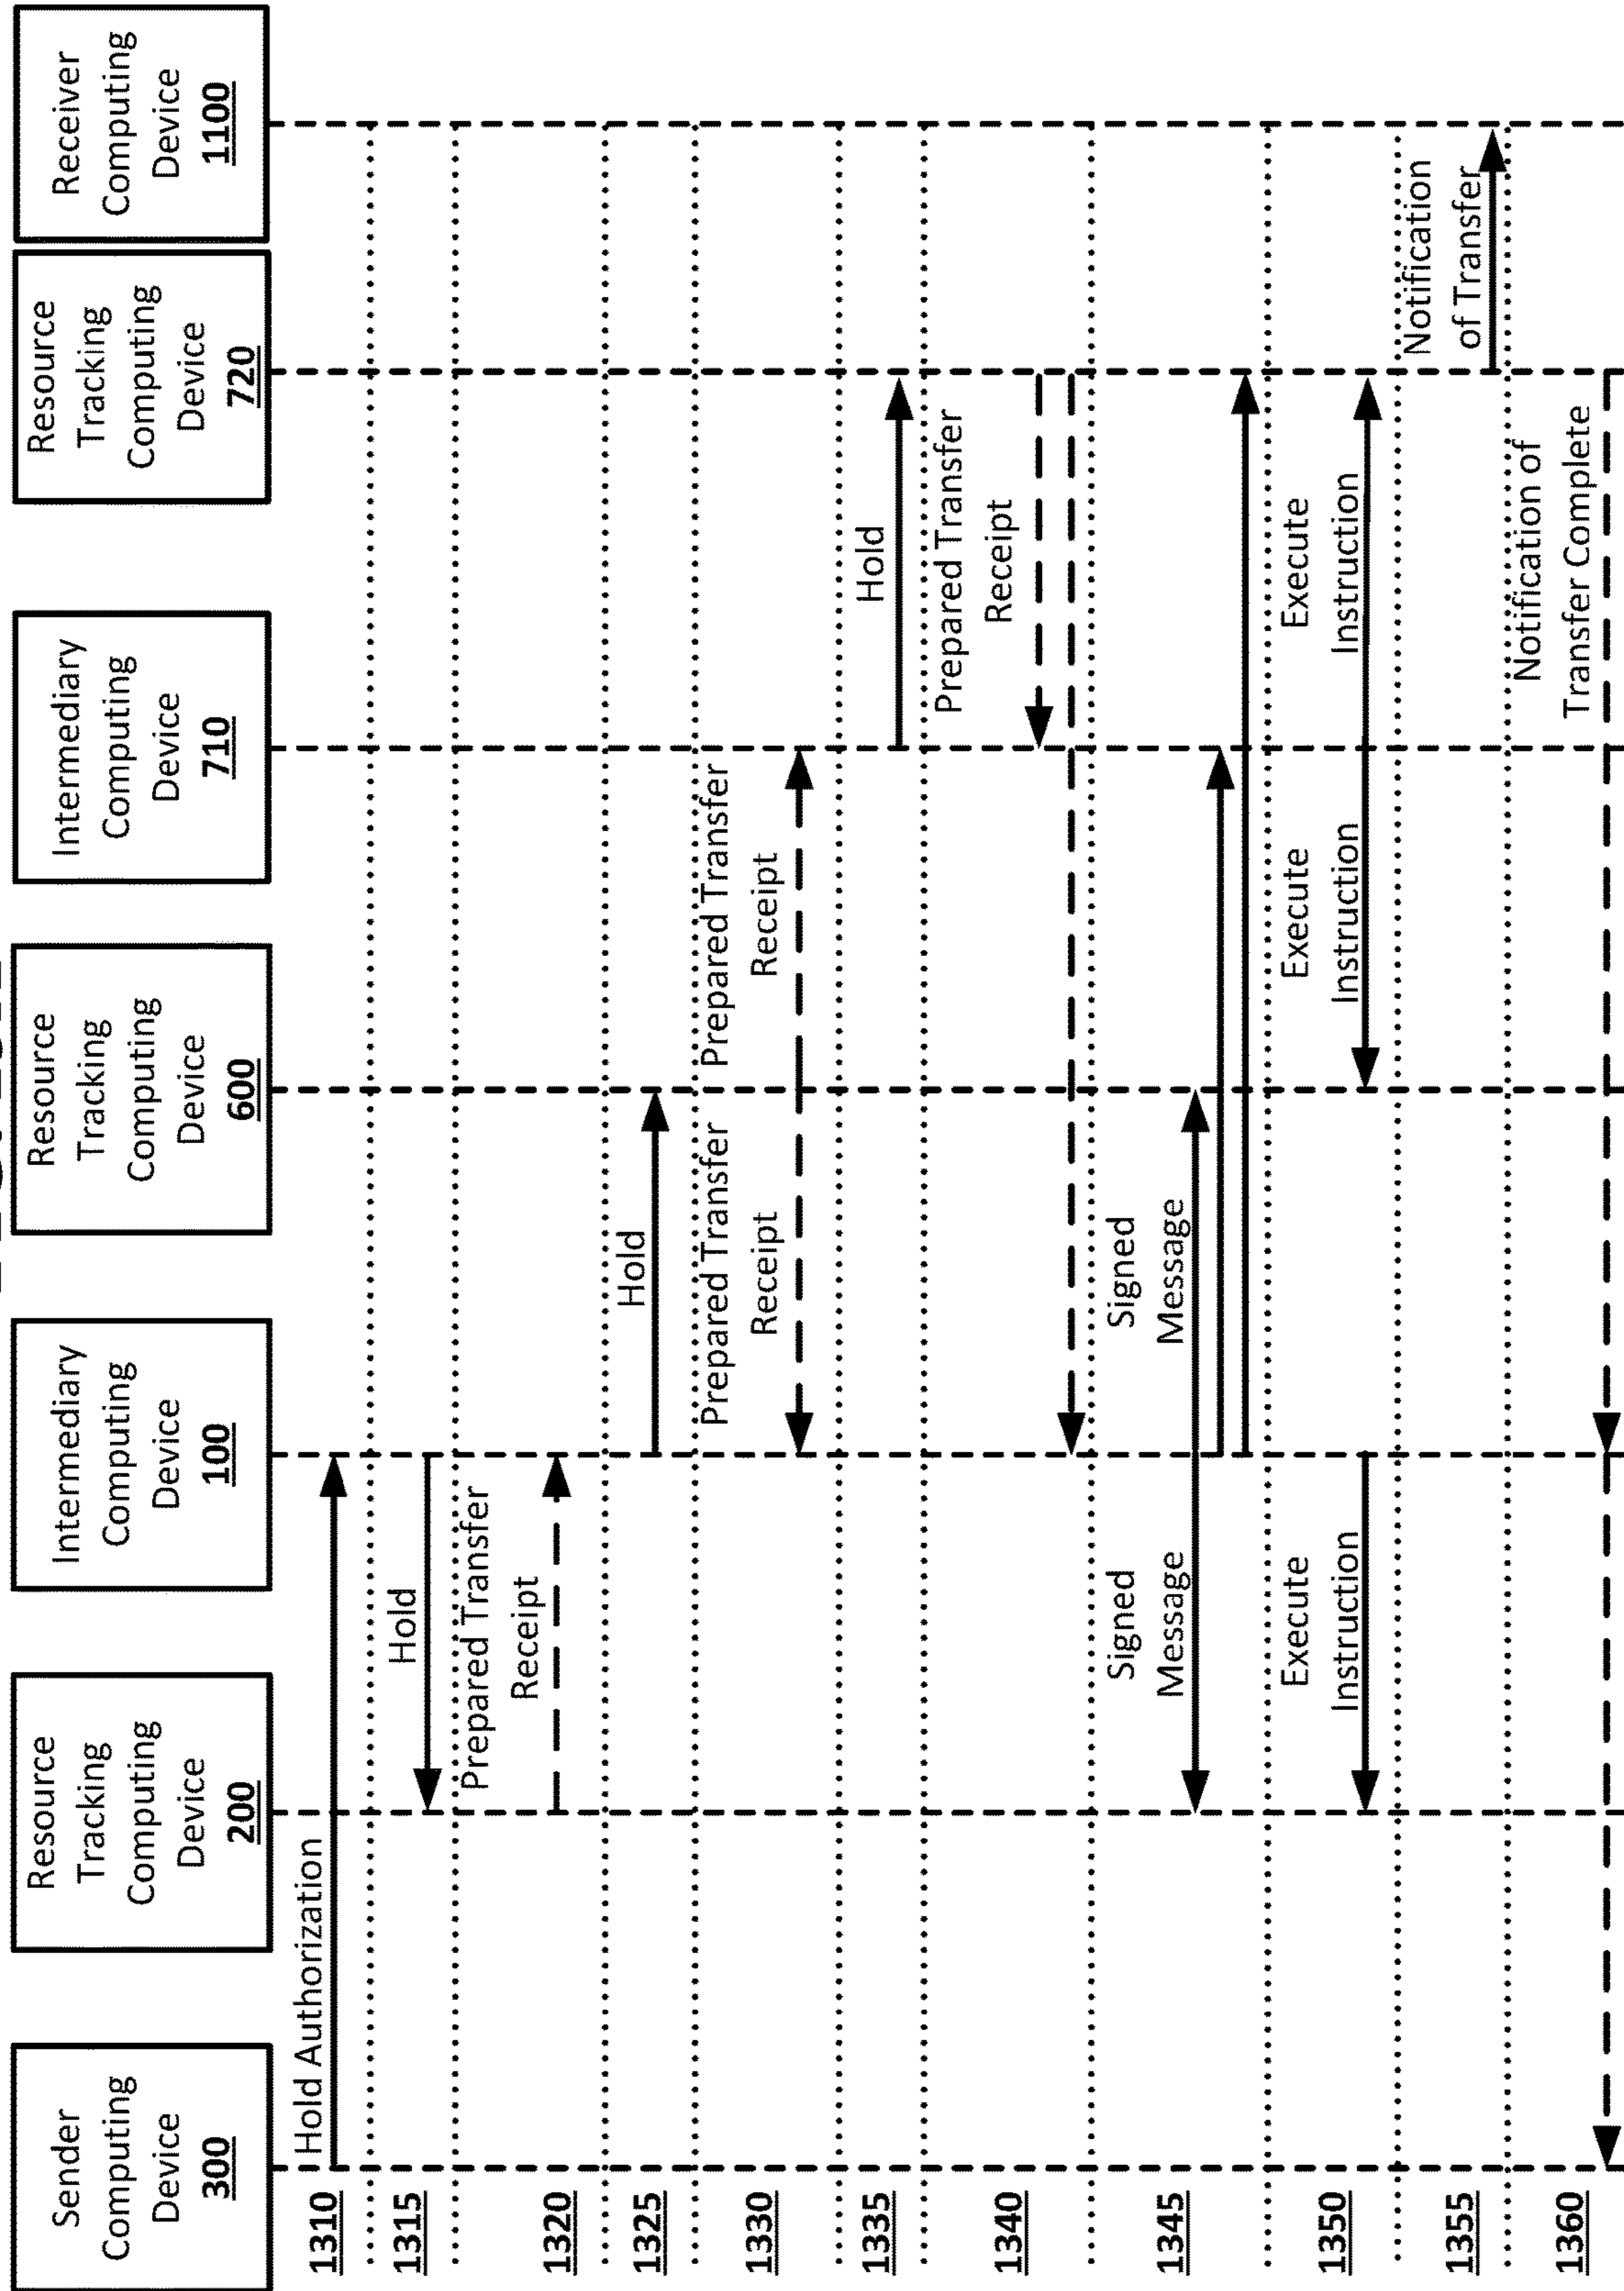 Sender
Computing
Device
300
Resource
Tracking
Computing
Device
200
Intermediary
Computing
Device
100
Resource
Tracking
Computing
Device
600
Intermediary
Computing
Device
710
Resource
Tracking
Computing
Device
720
Receiver
Computing
Device
1100
1310
Hold Authorization
1315
Hold
1320
Prepared Transfer
Receipt
1325
Hold
1330
Prepared Transfer
Receipt
Prepared Transfer
Receipt
1335
Hold
1340
Prepared Transfer
Receipt
1345
Signed
Message
Signed
Message
1350
Execute
Instruction
Execute
Instruction
Execute
Instruction
1355
Notification
of Transfer
1360
Notification of
Transfer Complete